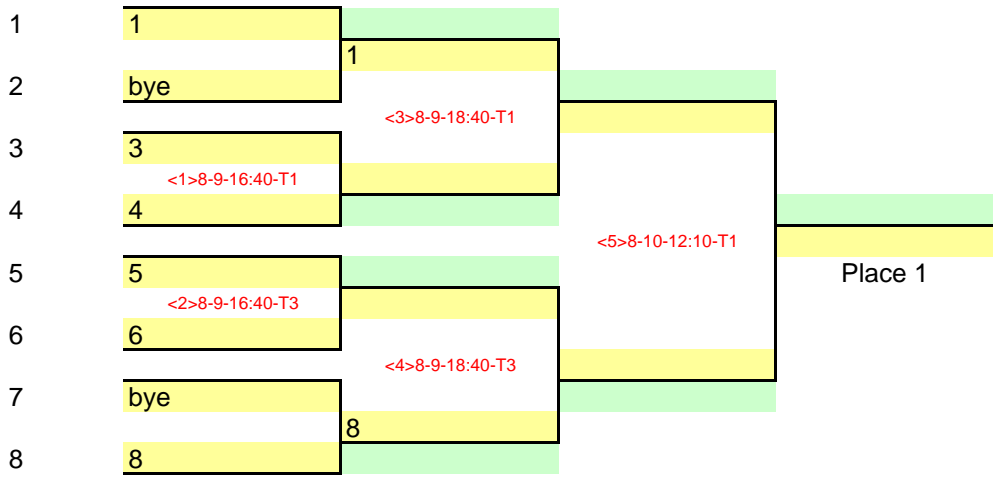 1 1
1
2 bye
<3>8-9-18:40-T1
3 3
<1>8-9-16:40-T1
4 4
<5>8-10-12:10-T1
5 5
Place 1
<2>8-9-16:40-T3
6 6
<4>8-9-18:40-T3
7 bye
8
8 8